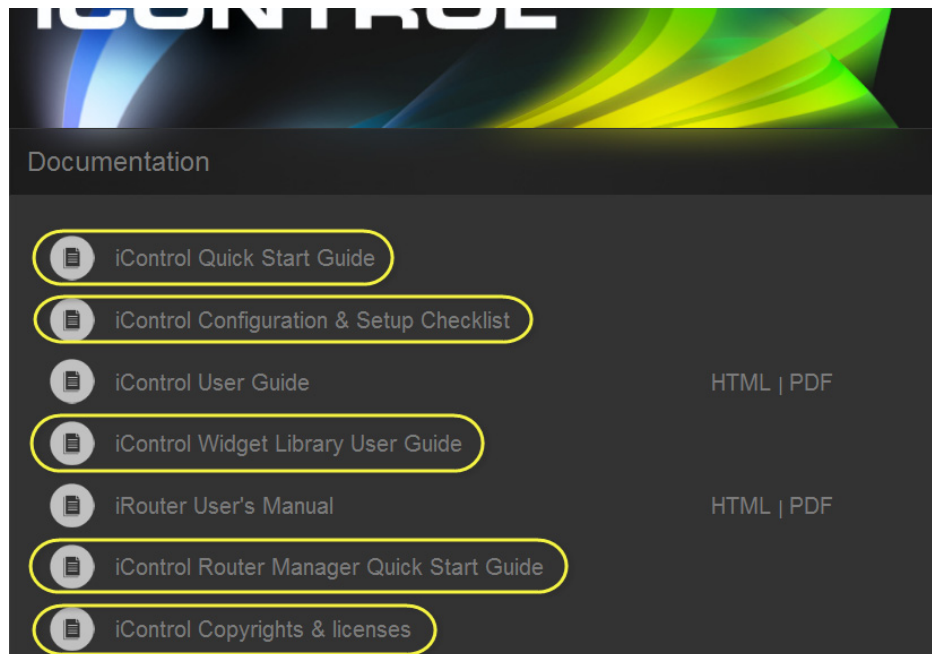 iCONTROL
Documentation
iControl Quick Start Guide
iControl Configuration & Setup Checklist
iControl User Guide HTML | PDF
iControl Widget Library User Guide
iRouter User's Manual HTML | PDF
iControl Router Manager Quick Start Guide
iControl Copyrights & licenses